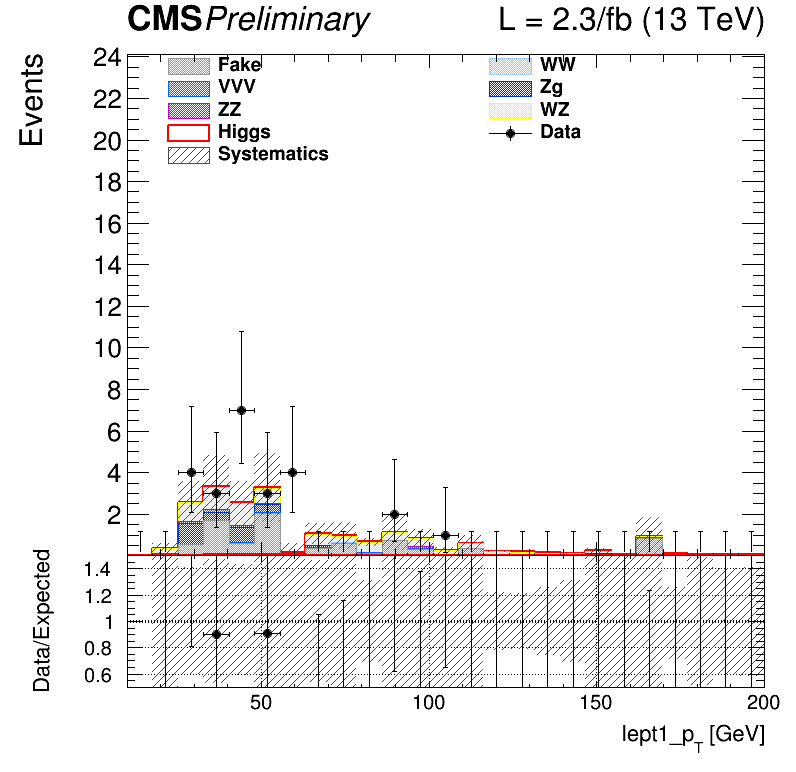 CMS Preliminary L = 2.3/fb (13 TeV)
Events
24
22
20
18
16
14
12
10
8
6
4
2
Fake
VVV
ZZ
Higgs
Systematics
WW
Zg
WZ
Data
Data/Expected
1.4
1.2
1
0.8
0.6
50 100 150 200
lept1_p_T [GeV]